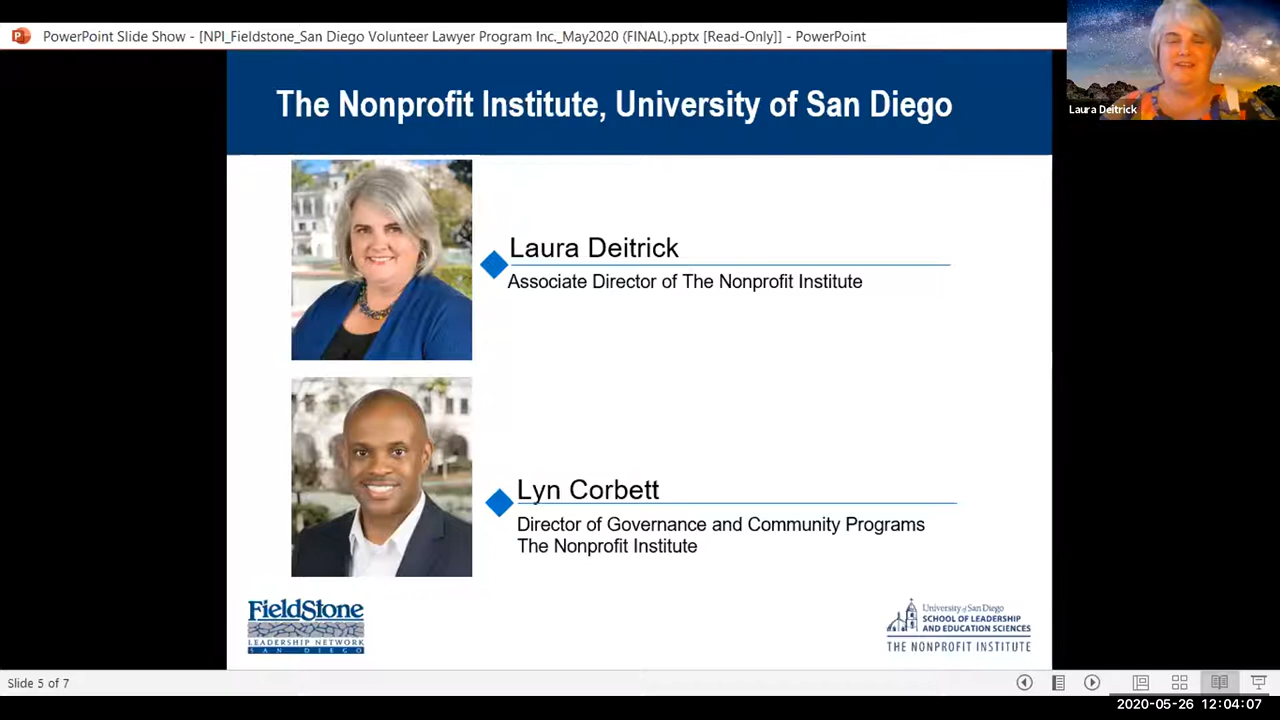 PowerPoint Slide Show - [NPI_Fieldstone_San Diego Volunteer Lawyer Program Inc._May2020 (FINAL).pptx [Read-Only]] - PowerPoint
Laura Deitrick
The Nonprofit Institute, University of San Diego
Laura Deitrick
Associate Director of The Nonprofit Institute
Lyn Corbett
Director of Governance and Community Programs
The Nonprofit Institute
FIELDSTONE
LEADERSHIP NETWORK
SAN DIEGO
University of San Diego
SCHOOL OF LEADERSHIP
AND EDUCATION SCIENCES
THE NONPROFIT INSTITUTE
Slide 5 of 7
2020-05-26 12:04:07